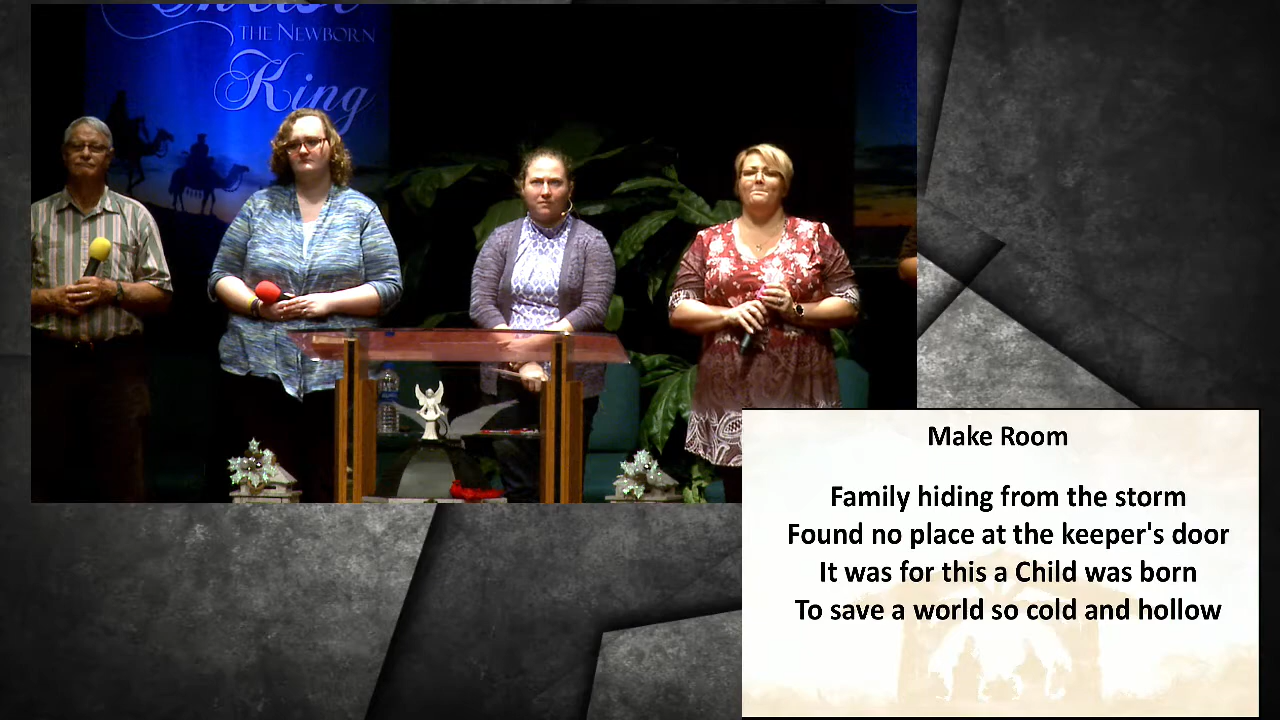 Christ
THE NEWBORN
King
Make Room
Family hiding from the storm
Found no place at the keeper's door
It was for this a Child was born
To save a world so cold and hollow